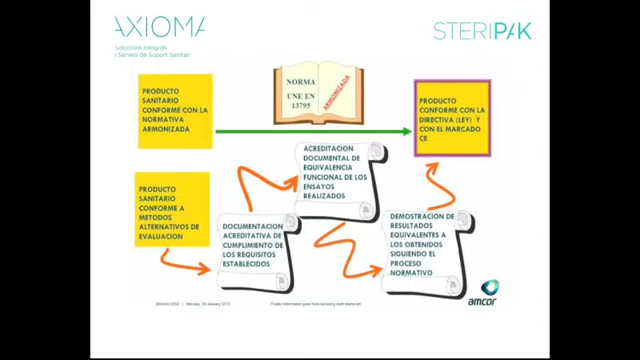 AXIOMA
Solucions Integrals
i Serveis de Suport Sanitari
STERIPAK
PRODUCTO
SANITARIO
CONFORME CON LA
NORMATIVA
ARMONIZADA
NORMA
UNE EN
13795
ARMONIZADA
PRODUCTO
CONFORME CON LA
DIRECTIVA (LEY) Y
CON EL MARCADO
CE
PRODUCTO
SANITARIO
CONFORME A
METODOS
ALTERNATIVOS DE
EVALUACION
DOCUMENTACION
ACREDITATIVA DE
CUMPLIMIENTO DE
LOS REQUISITOS
ESTABLECIDOS
ACREDITACION
DOCUMENTAL DE
EQUIVALENCIA
FUNCIONAL DE LOS
ENSAYOS
REALIZADOS
DEMOSTRACION DE
RESULTADOS
EQUIVALENTES A
LOS OBTENIDOS
SIGUIENDO EL
PROCESO
NORMATIVO
amcor